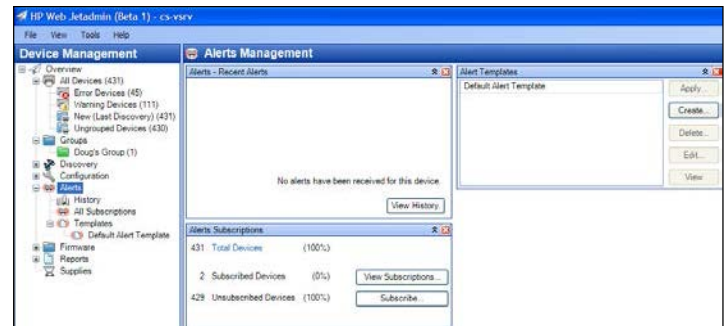 HP Web Jetadmin (Beta 1) - cs-vsrv
File View Tools Help
Device Management
Overview
All Devices (431)
Error Devices (45)
Warning Devices (111)
New (Last Discovery) (431)
Ungrouped Devices (430)
Groups
Doug's Group (1)
Discovery
Configuration
Alerts
History
All Subscriptions
Templates
Default Alert Template
Firmware
Reports
Supplies
Alerts Management
Alerts - Recent Alerts
No alerts have been received for this device.
View History
Alerts Subscriptions
431 Total Devices (100%)
2 Subscribed Devices (0%)
View Subscriptions...
429 Unsubscribed Devices (100%)
Subscribe...
Alert Templates
Default Alert Template
Apply...
Create...
Delete...
Edit...
View